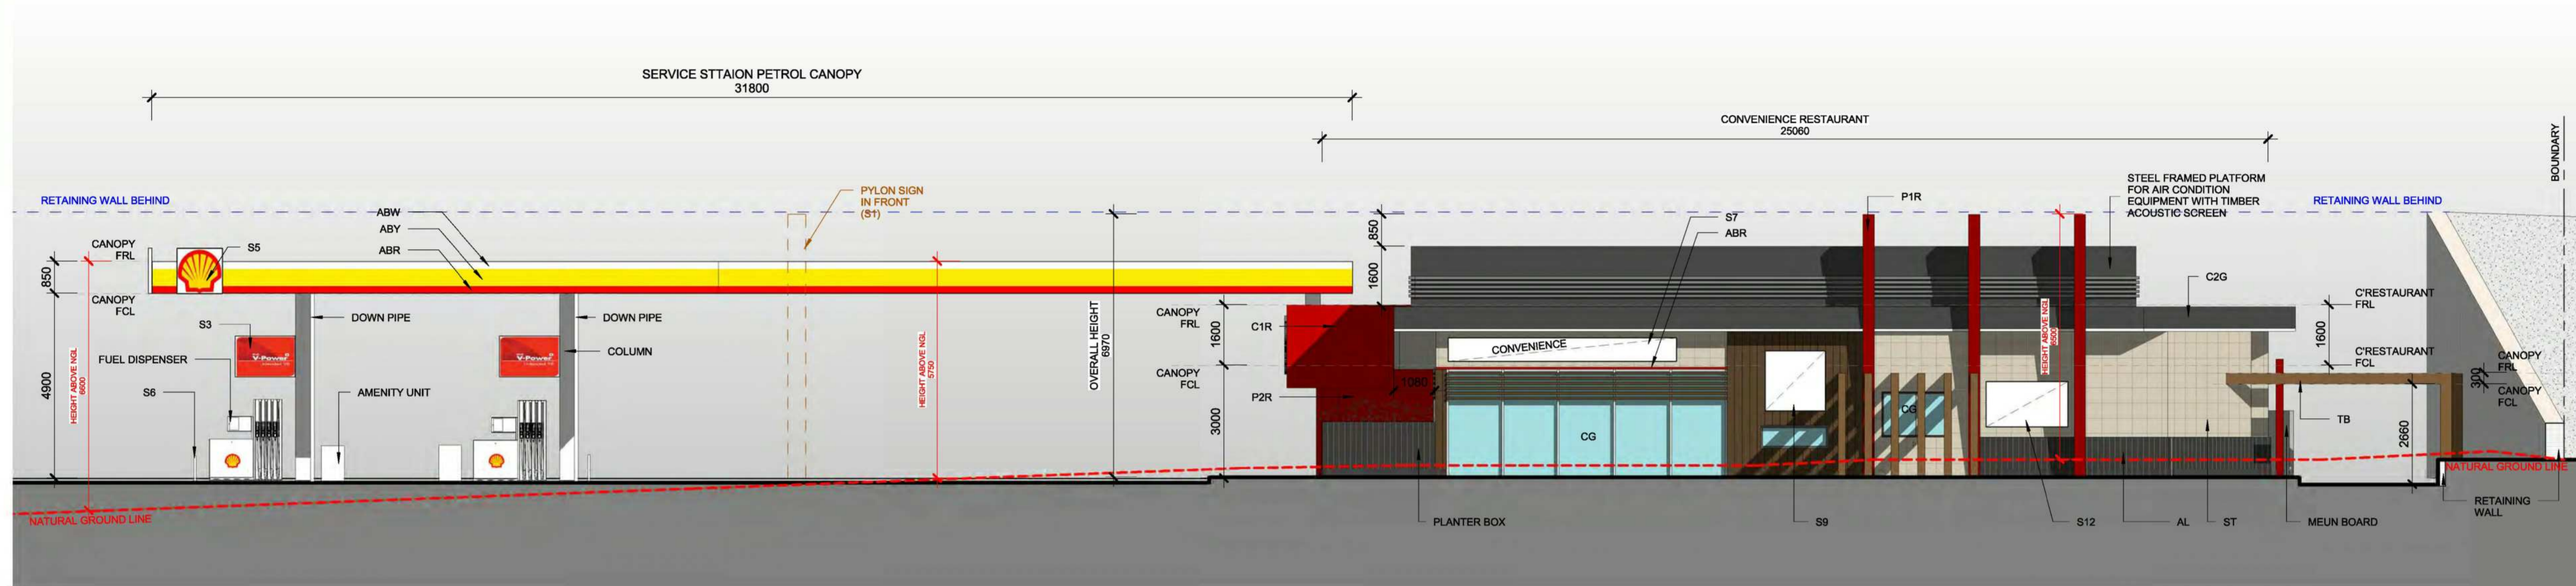 SERVICE STTAION PETROL CANOPY
31800
CONVENIENCE RESTAURANT
25060
BOUNDARY
RETAINING WALL BEHIND
ABW
ABY
ABR
PYLON SIGN
IN FRONT
(S1)
P1R
STEEL FRAMED PLATFORM
FOR AIR CONDITION
EQUIPMENT WITH TIMBER
ACOUSTIC SCREEN
RETAINING WALL BEHIND
S7
ABR
CANOPY
FRL
S5
850
850
1600
C2G
CANOPY
FCL
CANOPY
FRL
C'RESTAURANT
FRL
S3
DOWN PIPE
DOWN PIPE
C1R
1600
CONVENIENCE
1600
V-Power
V-Power
FUEL DISPENSER
COLUMN
OVERALL HEIGHT
6970
C'RESTAURANT
FCL
CANOPY
FRL
300
CANOPY
FCL
4900
HEIGHT ABOVE NGL
6600
HEIGHT ABOVE NGL
5750
HEIGHT ABOVE NGL
CANOPY
FCL
1080
S6
AMENITY UNIT
P2R
CG
TB
3000
CG
2660
NATURAL GROUND LINE
NATURAL GROUND LINE
PLANTER BOX
S9
S12
AL
ST
MEUN BOARD
RETAINING
WALL